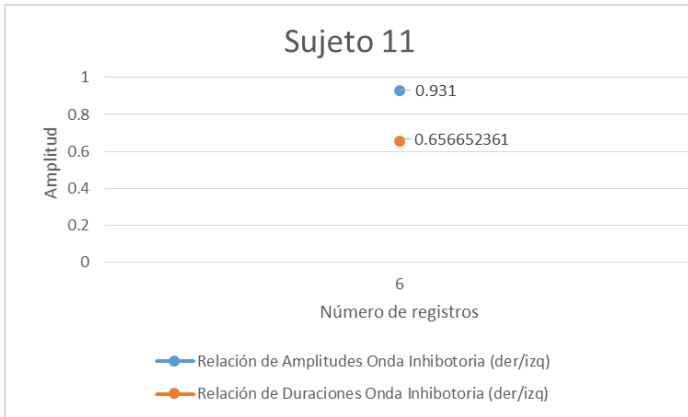 Sujeto 11
Amplitud
1
0.8
0.6
0.4
0.2
0
0.931
0.656652361
6
Número de registros
Relación de Amplitudes Onda Inhibotoria (der/izq)
Relación de Duraciones Onda Inhibotoria (der/izq)